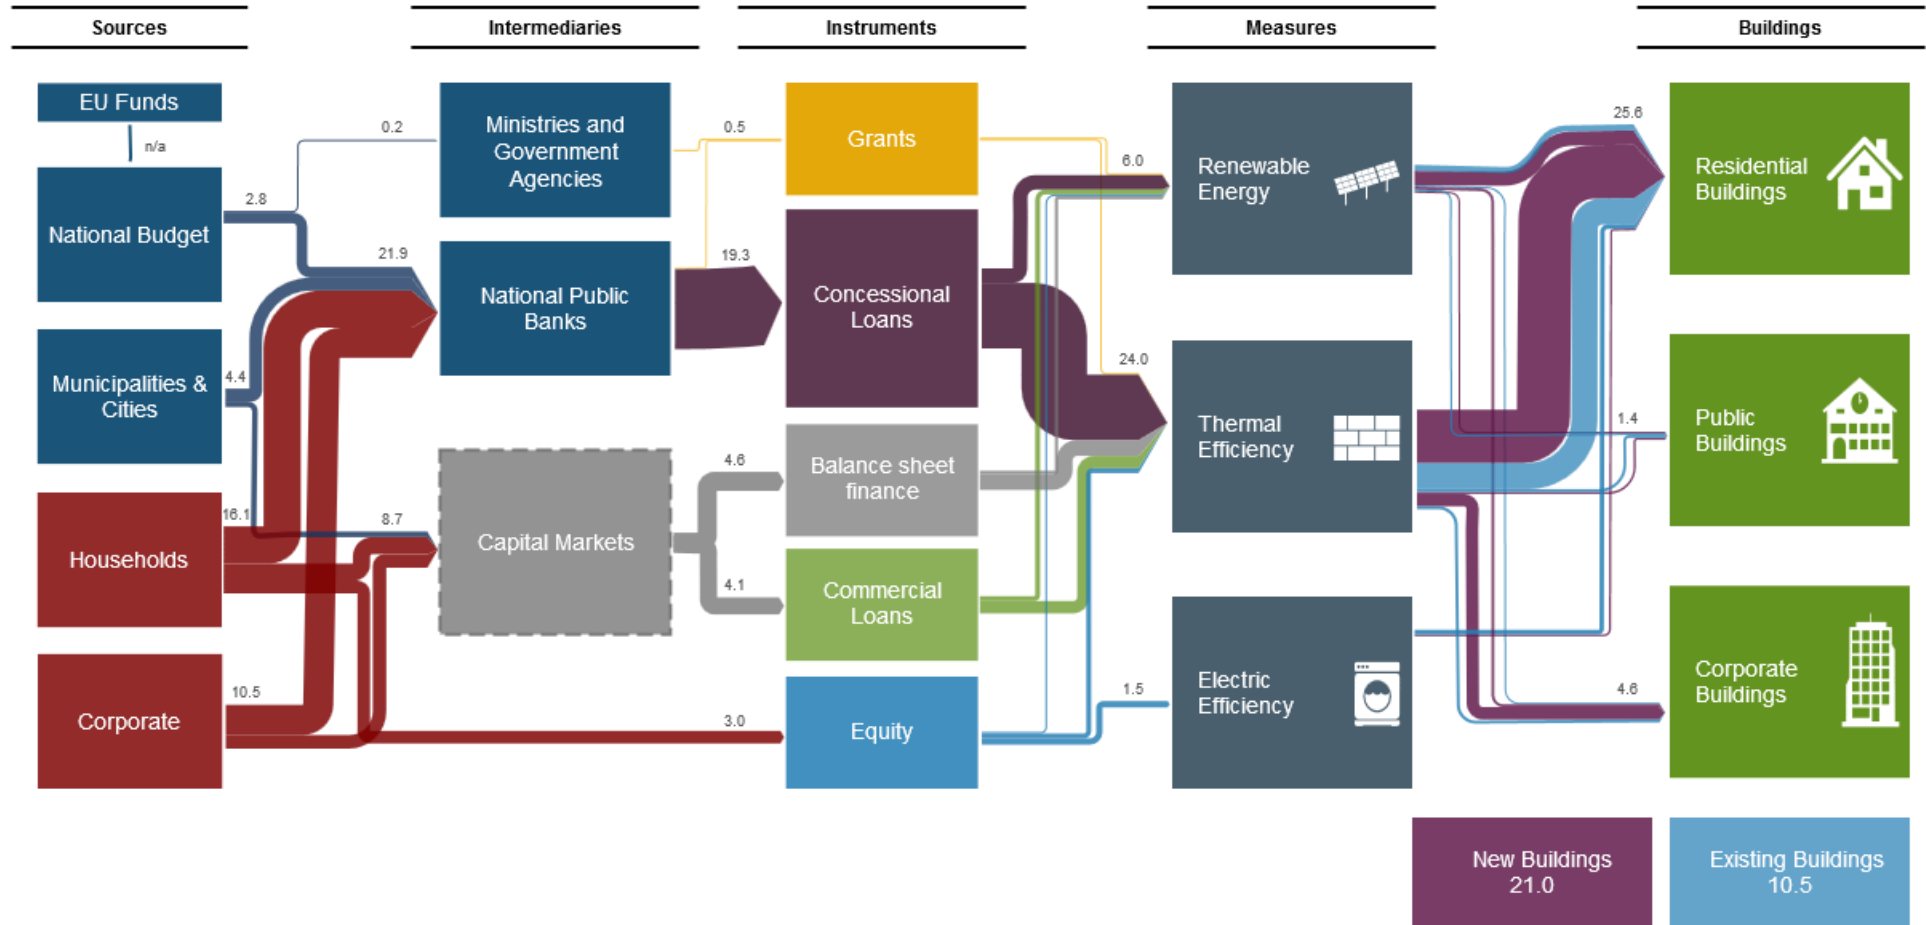 Sources
Intermediaries
Instruments
Measures
Buildings
EU Funds
n/a
National Budget
2.8
0.2
21.9
Municipalities &
Cities
4.4
Households
16.1
8.7
Corporate
10.5
Ministries and
Government
Agencies
National Public
Banks
Capital Markets
0.5
19.3
4.6
4.1
3.0
Grants
Concessional
Loans
Balance sheet
finance
Commercial
Loans
Equity
6.0
24.0
1.5
Renewable
Energy
Thermal
Efficiency
Electric
Efficiency
25.6
1.4
4.6
Residential
Buildings
Public
Buildings
Corporate
Buildings
New Buildings
21.0
Existing Buildings
10.5